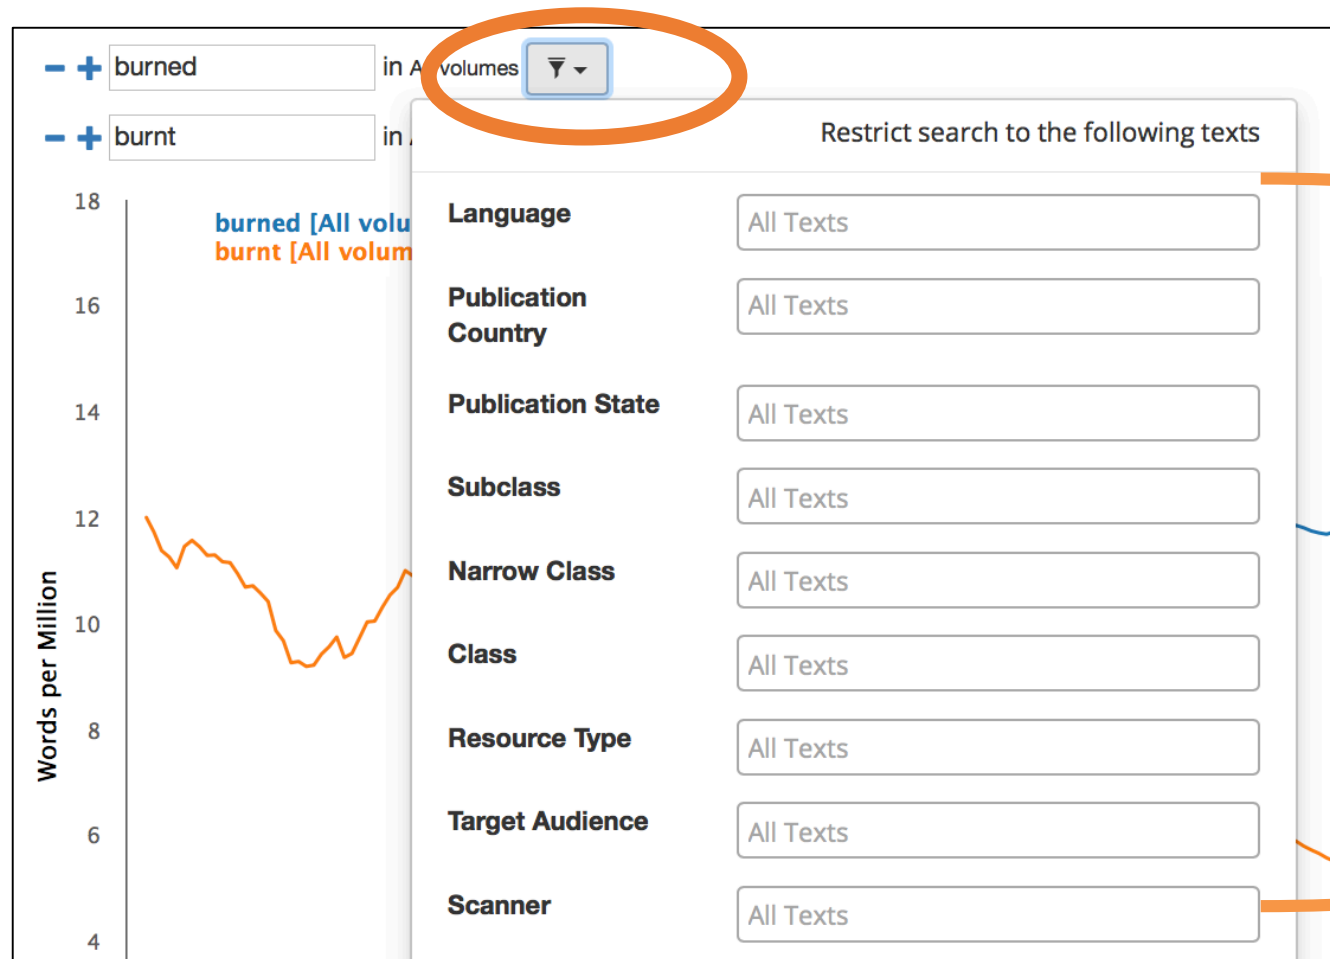 burned in All volumes
burnt in
Restrict search to the following texts
burned [All volu
burnt [All volum
Language All Texts
Publication Country All Texts
Publication State All Texts
Subclass All Texts
Narrow Class All Texts
Class All Texts
Resource Type All Texts
Target Audience All Texts
Scanner All Texts
Words per Million
18
16
14
12
10
8
6
4